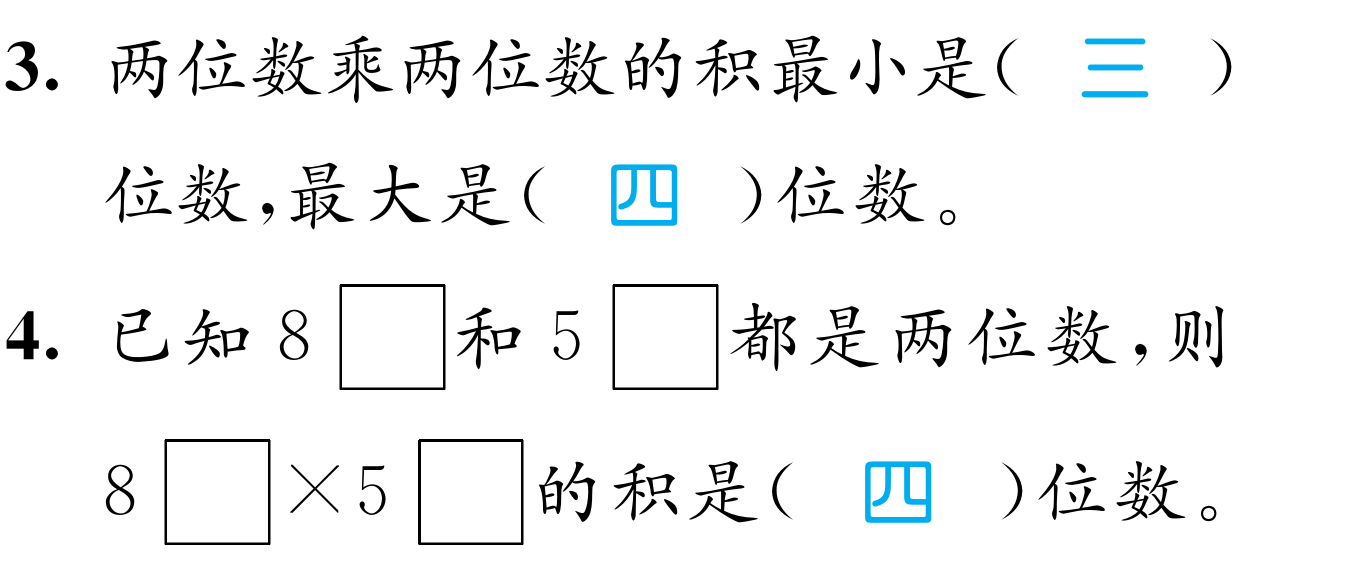 3. 两位数乘两位数的积最小是( 三 )
位数,最大是( 四 )位数。
4. 已知 8□和 5□都是两位数,则
8□×5□的积是( 四 )位数。